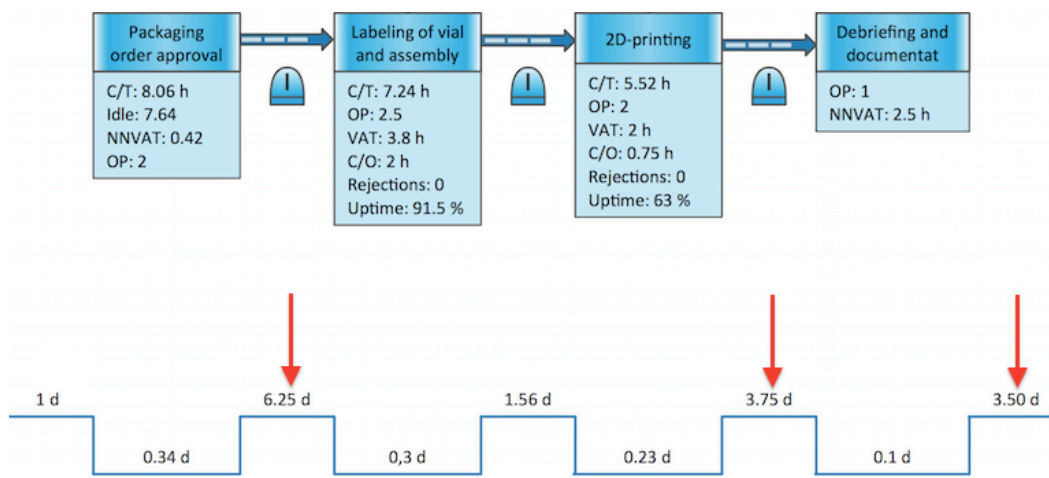 Packaging
order approval
C/T: 8.06 h
Idle: 7.64
NNVAT: 0.42
OP: 2
I
Labeling of vial
and assembly
C/T: 7.24 h
OP: 2.5
VAT: 3.8 h
C/O: 2 h
Rejections: 0
Uptime: 91.5 %
I
2D-printing
C/T: 5.52 h
OP: 2
VAT: 2 h
C/O: 0.75 h
Rejections: 0
Uptime: 63 %
I
Debriefing and
documentat
OP: 1
NNVAT: 2.5 h
1 d
0.34 d
6.25 d
0,3 d
1.56 d
0.23 d
3.75 d
0.1 d
3.50 d